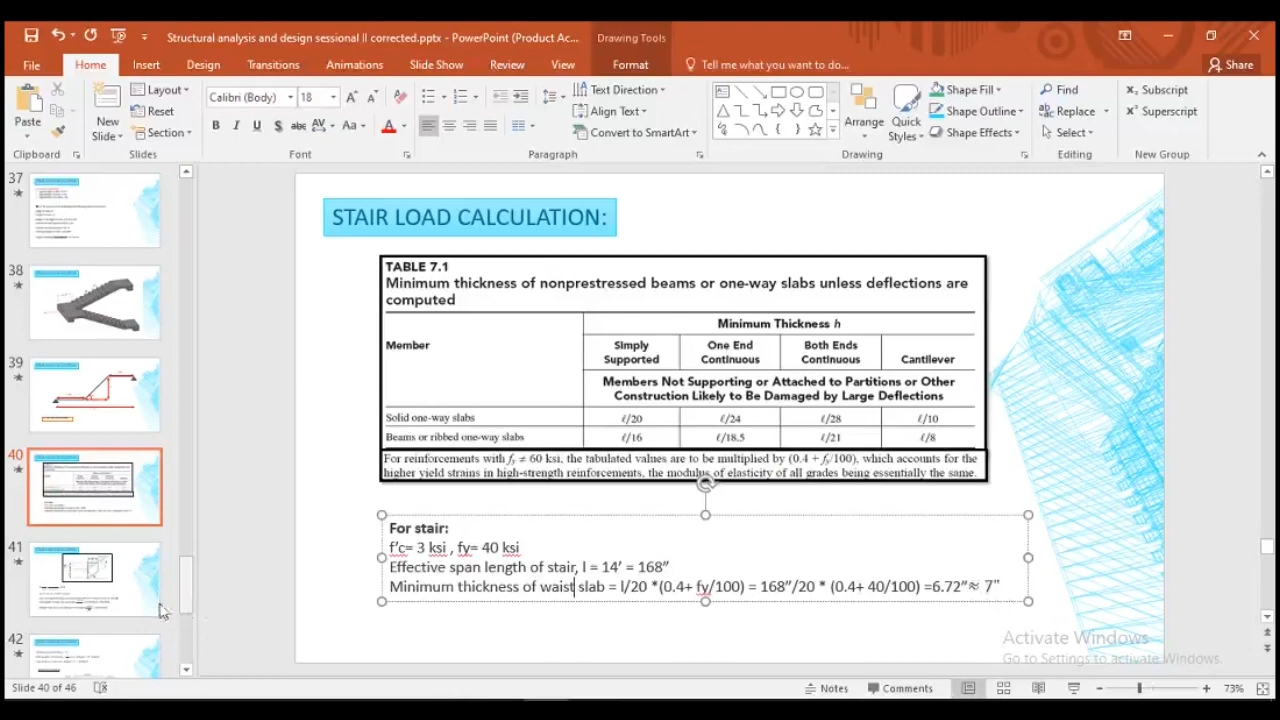 Structural analysis and design sessional II corrected.pptx - PowerPoint (Product Ac...
Drawing Tools
File Home Insert Design Transitions Animations Slide Show Review View Format Tell me what you want to do... Share
Paste
Clipboard
New Slide
Layout
Reset
Section
Slides
Calibri (Body) 18
B I U S abc AV Aa A
Font
Text Direction
Align Text
Convert to SmartArt
Paragraph
Arrange
Quick Styles
Shape Fill
Shape Outline
Shape Effects
Drawing
Find
Replace
Select
Editing
X₂ Subscript
X² Superscript
New Group
37
38
39
40
41
42
STAIR LOAD CALCULATION:
TABLE 7.1
Minimum thickness of nonprestressed beams or one-way slabs unless deflections are
computed
Minimum Thickness h
Member
Simply Supported
One End Continuous
Both Ends Continuous
Cantilever
Members Not Supporting or Attached to Partitions or Other
Construction Likely to Be Damaged by Large Deflections
Solid one-way slabs ℓ/20 ℓ/24 ℓ/28 ℓ/10
Beams or ribbed one-way slabs ℓ/16 ℓ/18.5 ℓ/21 ℓ/8
For reinforcements with fy ≠ 60 ksi, the tabulated values are to be multiplied by (0.4 + fy/100), which accounts for the
higher yield strains in high-strength reinforcements, the modulus of elasticity of all grades being essentially the same.
For stair:
f'c= 3 ksi , fy= 40 ksi
Effective span length of stair, l = 14' = 168"
Minimum thickness of waist slab = l/20 *(0.4+ fy/100) = 168"/20 * (0.4+ 40/100) =6.72"≈ 7"
Activate Windows
Go to Settings to activate Windows.
Slide 40 of 46
Notes
Comments
73%